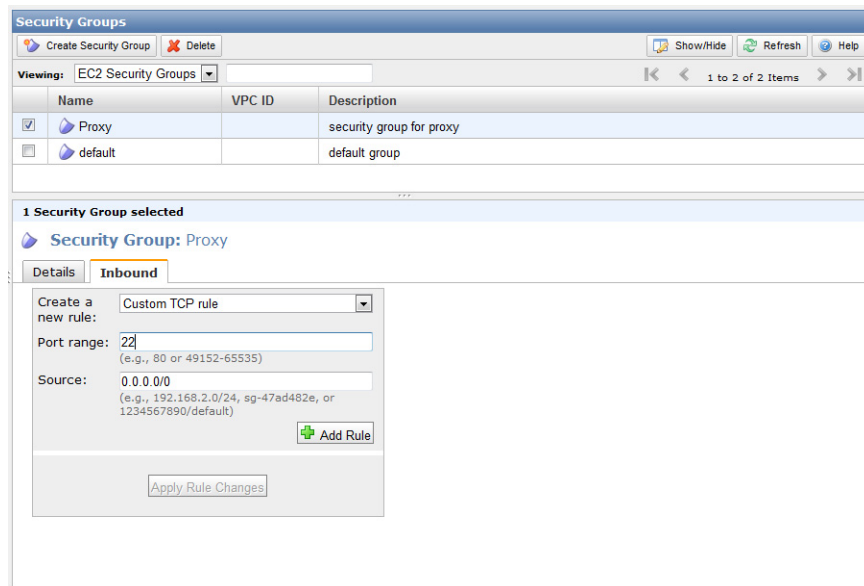 Security Groups
Create Security Group Delete Show/Hide Refresh Help
Viewing: EC2 Security Groups 1 to 2 of 2 Items
Name VPC ID Description
Proxy security group for proxy
default default group
1 Security Group selected
Security Group: Proxy
Details Inbound
Create a
new rule: Custom TCP rule
Port range: 22
(e.g., 80 or 49152-65535)
Source: 0.0.0.0/0
(e.g., 192.168.2.0/24, sg-47ad482e, or
1234567890/default)
Add Rule
Apply Rule Changes